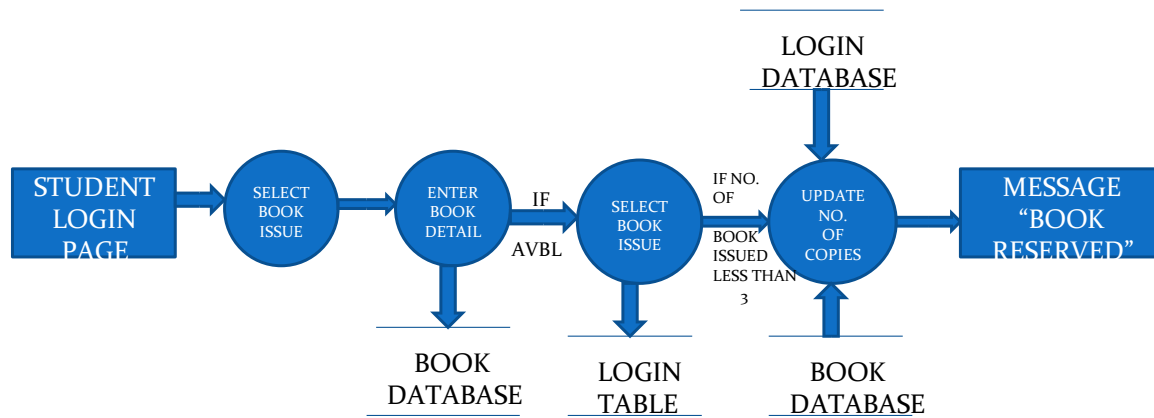 LOGIN
DATABASE
STUDENT
LOGIN
PAGE
SELECT
BOOK
ISSUE
ENTER
BOOK
DETAIL
IF
AVBL
SELECT
BOOK
ISSUE
IF NO.
OF
BOOK
ISSUED
LESS THAN
3
UPDATE
NO.
OF
COPIES
MESSAGE
“BOOK
RESERVED”
BOOK
DATABASE
LOGIN
TABLE
BOOK
DATABASE